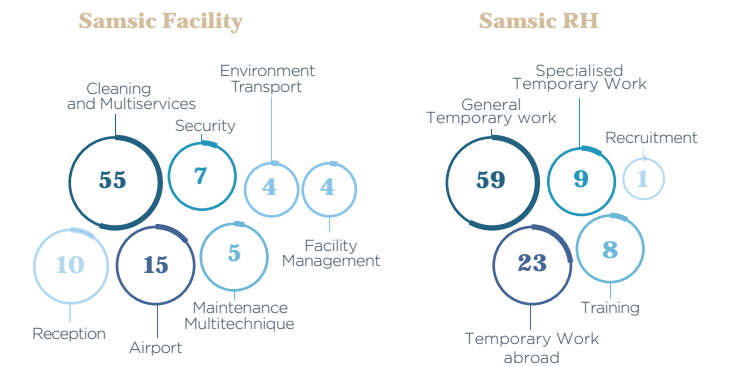 Samsic Facility
Cleaning
and Multiservices
55
Security
7
Environment
Transport
4
4
Facility
Management
10
Reception
15
Airport
5
Maintenance
Multitechnique
Samsic RH
General
Temporary work
59
Specialised
Temporary Work
9
Recruitment
1
23
Temporary Work
abroad
8
Training